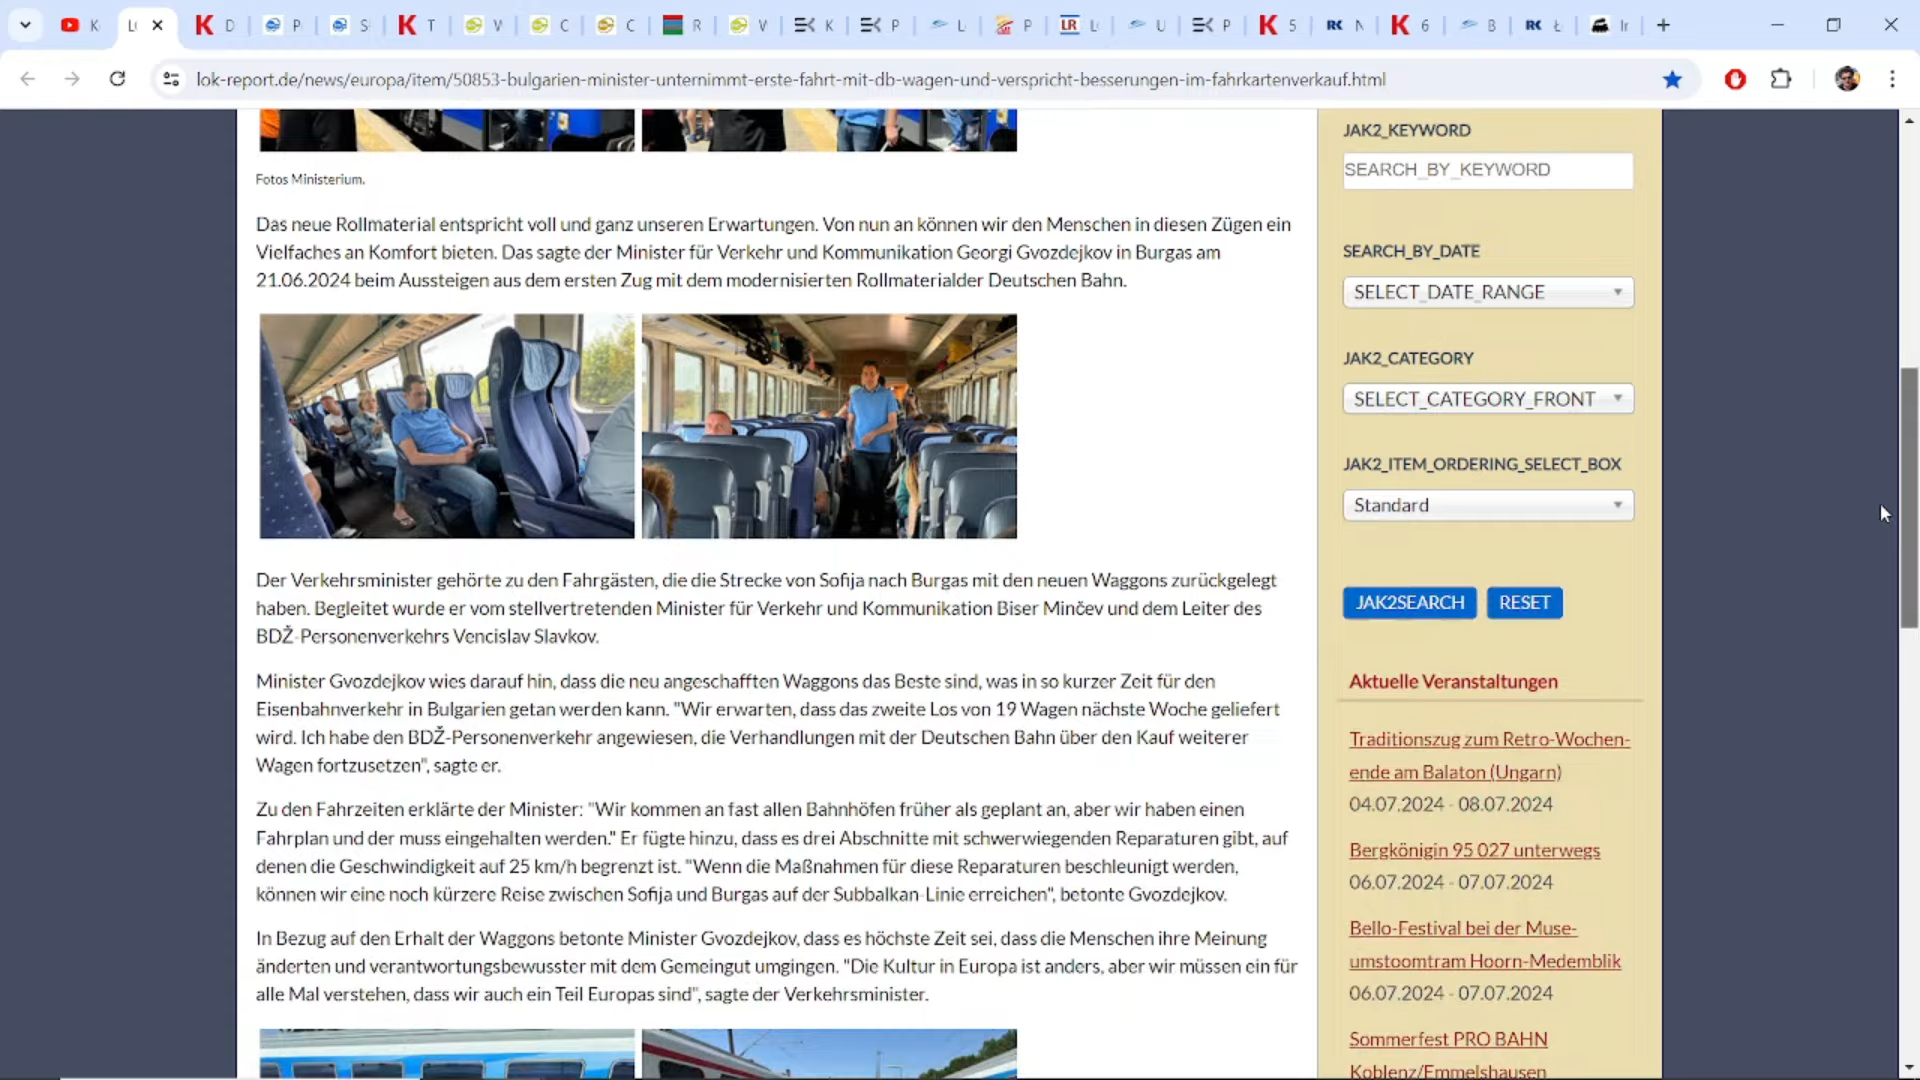 K
L
D
P
S
T
V
C
C
R
V
K
P
L
P
LR
L
U
P
5
RK
N
6
B
RK
Ł
Ir
lok-report.de/news/europa/item/50853-bulgarien-minister-unternimmt-erste-fahrt-mit-db-wagen-und-verspricht-besserungen-im-fahrkartenverkauf.html
Fotos Ministerium.
Das neue Rollmaterial entspricht voll und ganz unseren Erwartungen. Von nun an können wir den Menschen in diesen Zügen ein
Vielfaches an Komfort bieten. Das sagte der Minister für Verkehr und Kommunikation Georgi Gvozdejkov in Burgas am
21.06.2024 beim Aussteigen aus dem ersten Zug mit dem modernisierten Rollmaterialder Deutschen Bahn.
Der Verkehrsminister gehörte zu den Fahrgästen, die die Strecke von Sofija nach Burgas mit den neuen Waggons zurückgelegt
haben. Begleitet wurde er vom stellvertretenden Minister für Verkehr und Kommunikation Biser Minčev und dem Leiter des
BDŽ-Personenverkehrs Vencislav Slavkov.
Minister Gvozdejkov wies darauf hin, dass die neu angeschafften Waggons das Beste sind, was in so kurzer Zeit für den
Eisenbahnverkehr in Bulgarien getan werden kann. "Wir erwarten, dass das zweite Los von 19 Wagen nächste Woche geliefert
wird. Ich habe den BDŽ-Personenverkehr angewiesen, die Verhandlungen mit der Deutschen Bahn über den Kauf weiterer
Wagen fortzusetzen", sagte er.
Zu den Fahrzeiten erklärte der Minister: "Wir kommen an fast allen Bahnhöfen früher als geplant an, aber wir haben einen
Fahrplan und der muss eingehalten werden." Er fügte hinzu, dass es drei Abschnitte mit schwerwiegenden Reparaturen gibt, auf
denen die Geschwindigkeit auf 25 km/h begrenzt ist. "Wenn die Maßnahmen für diese Reparaturen beschleunigt werden,
können wir eine noch kürzere Reise zwischen Sofija und Burgas auf der Subbalkan-Linie erreichen", betonte Gvozdejkov.
In Bezug auf den Erhalt der Waggons betonte Minister Gvozdejkov, dass es höchste Zeit sei, dass die Menschen ihre Meinung
änderten und verantwortungsbewusster mit dem Gemeingut umgingen. "Die Kultur in Europa ist anders, aber wir müssen ein für
alle Mal verstehen, dass wir auch ein Teil Europas sind", sagte der Verkehrsminister.
JAK2_KEYWORD
SEARCH_BY_KEYWORD
SEARCH_BY_DATE
SELECT_DATE_RANGE
JAK2_CATEGORY
SELECT_CATEGORY_FRONT
JAK2_ITEM_ORDERING_SELECT_BOX
Standard
JAK2SEARCH RESET
Aktuelle Veranstaltungen
Traditionszug zum Retro-Wochen-
ende am Balaton (Ungarn)
04.07.2024 - 08.07.2024
Bergkönigin 95 027 unterwegs
06.07.2024 - 07.07.2024
Bello-Festival bei der Muse-
umstoomtram Hoorn-Medemblik
06.07.2024 - 07.07.2024
Sommerfest PRO BAHN
Koblenz/Emmelshausen